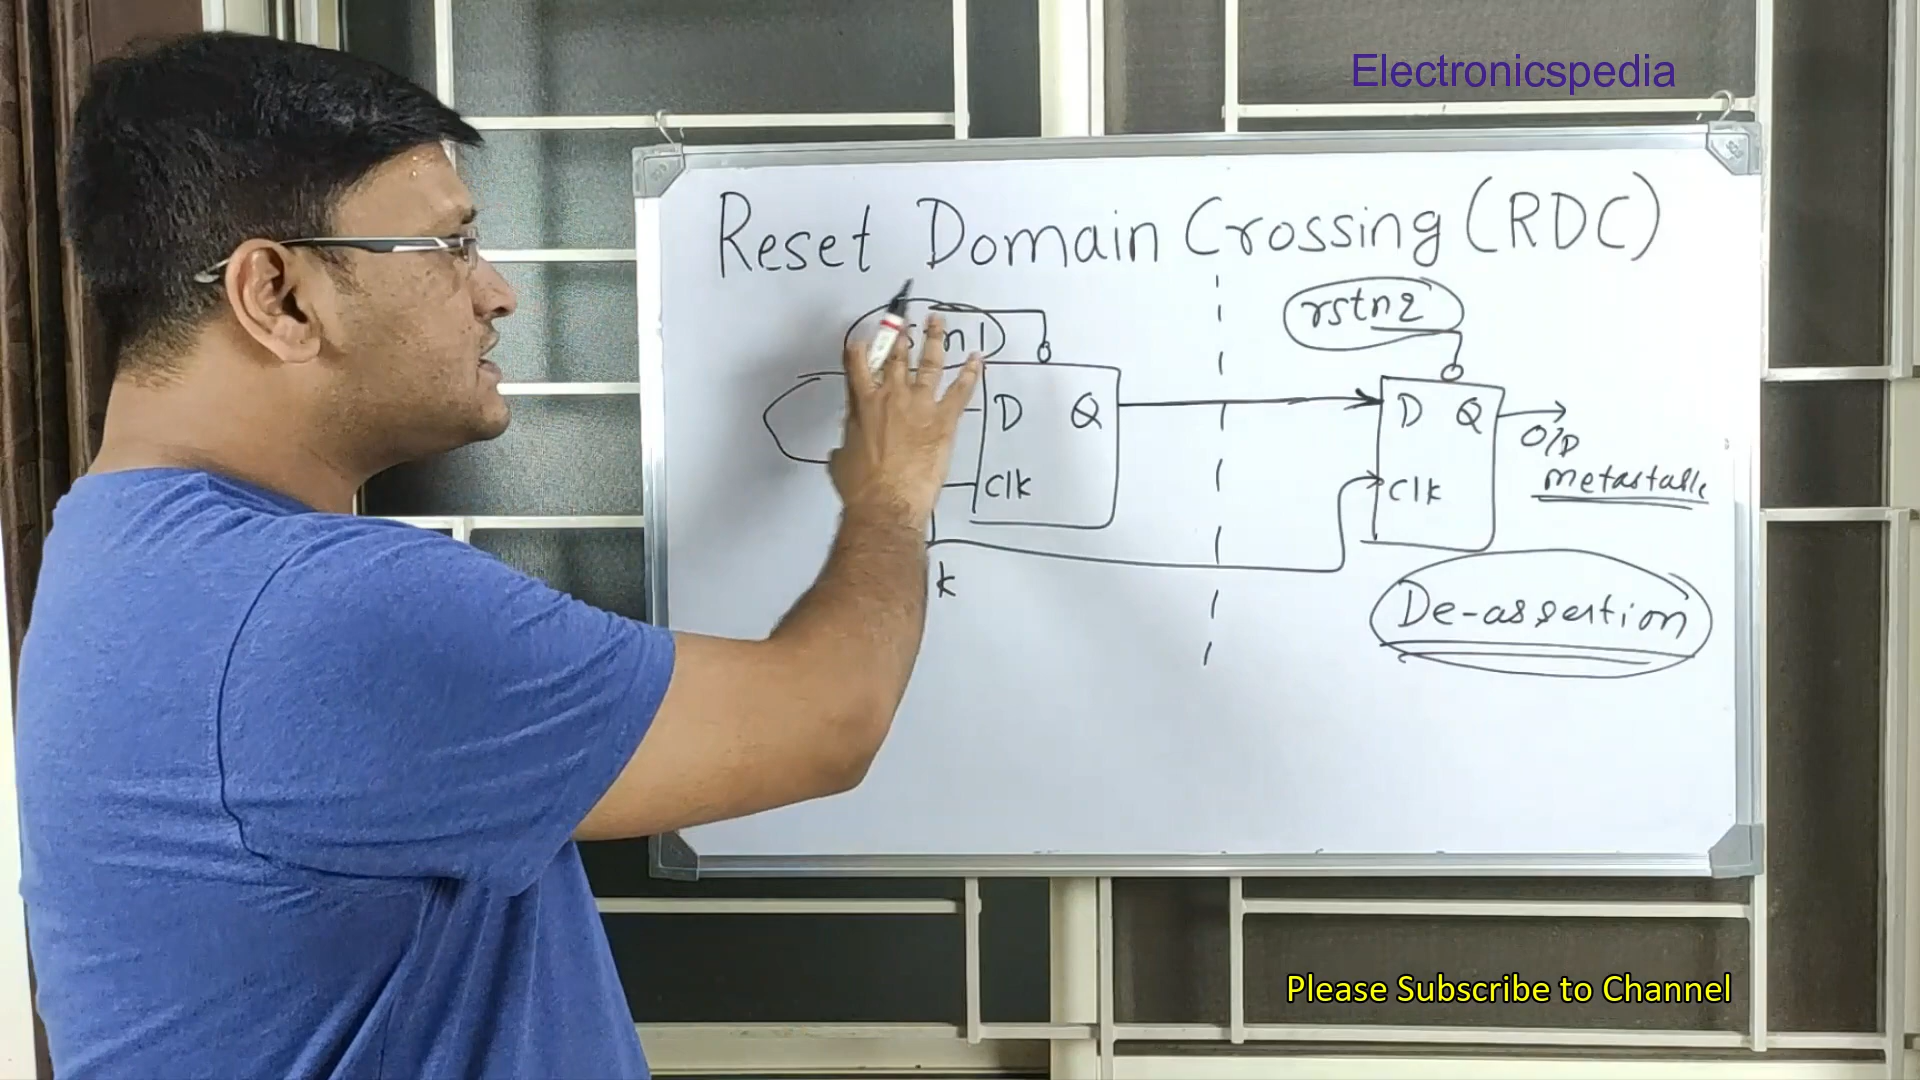 Electronicspedia
Reset Domain Crossing (RDC)
rstn2
D Q
clk
D Q
clk
O/P
metastable
k
De-assertion
Please Subscribe to Channel